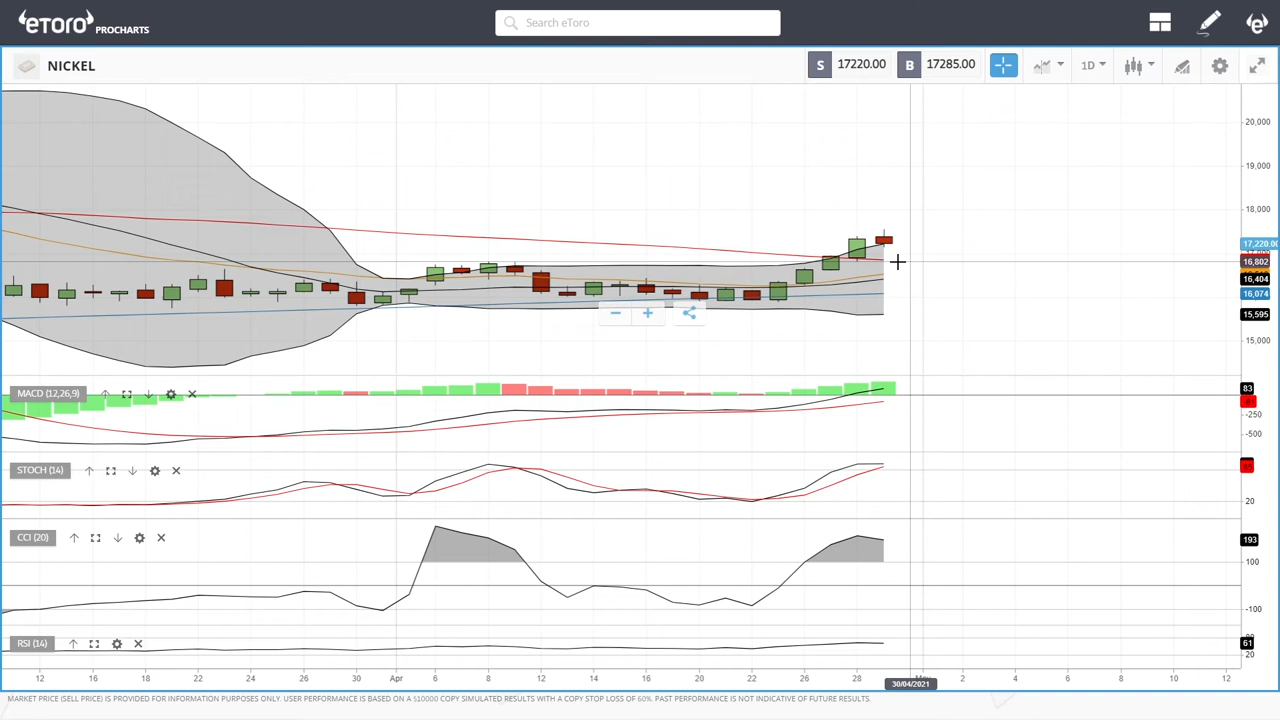 eToro PROCHARTS
Search eToro
NICKEL
S 17220.00 B 17285.00
1D
20,000
19,000
18,000
17,220.00
16,802
16,404
16,074
15,595
15,000
MACD (12,26,9)
83
-250
-500
STOCH (14)
20
CCI (20)
193
100
-100
RSI (14)
61
20
12 14 16 18 22 24 26 28 30 Apr 6 8 12 14 16 18 20 22 26 28 2 4 6 8 10 12
30/04/2021
MARKET PRICE (SELL PRICE) IS PROVIDED FOR INFORMATION PURPOSES ONLY. USER PERFORMANCE IS BASED ON A $10000 COPY SIMULATED RESULTS WITH A COPY STOP LOSS OF 60%. PAST PERFORMANCE IS NOT INDICATIVE OF FUTURE RESULTS.